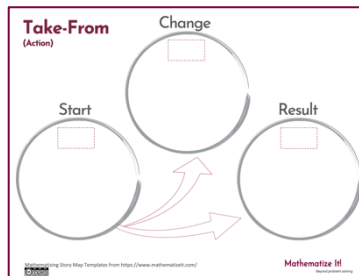 Take-From
(Action)
Change
Start
Result
Mathematizing Story Map Templates from https://www.mathematizeit.com/
Mathematize It!
Beyond problem solving